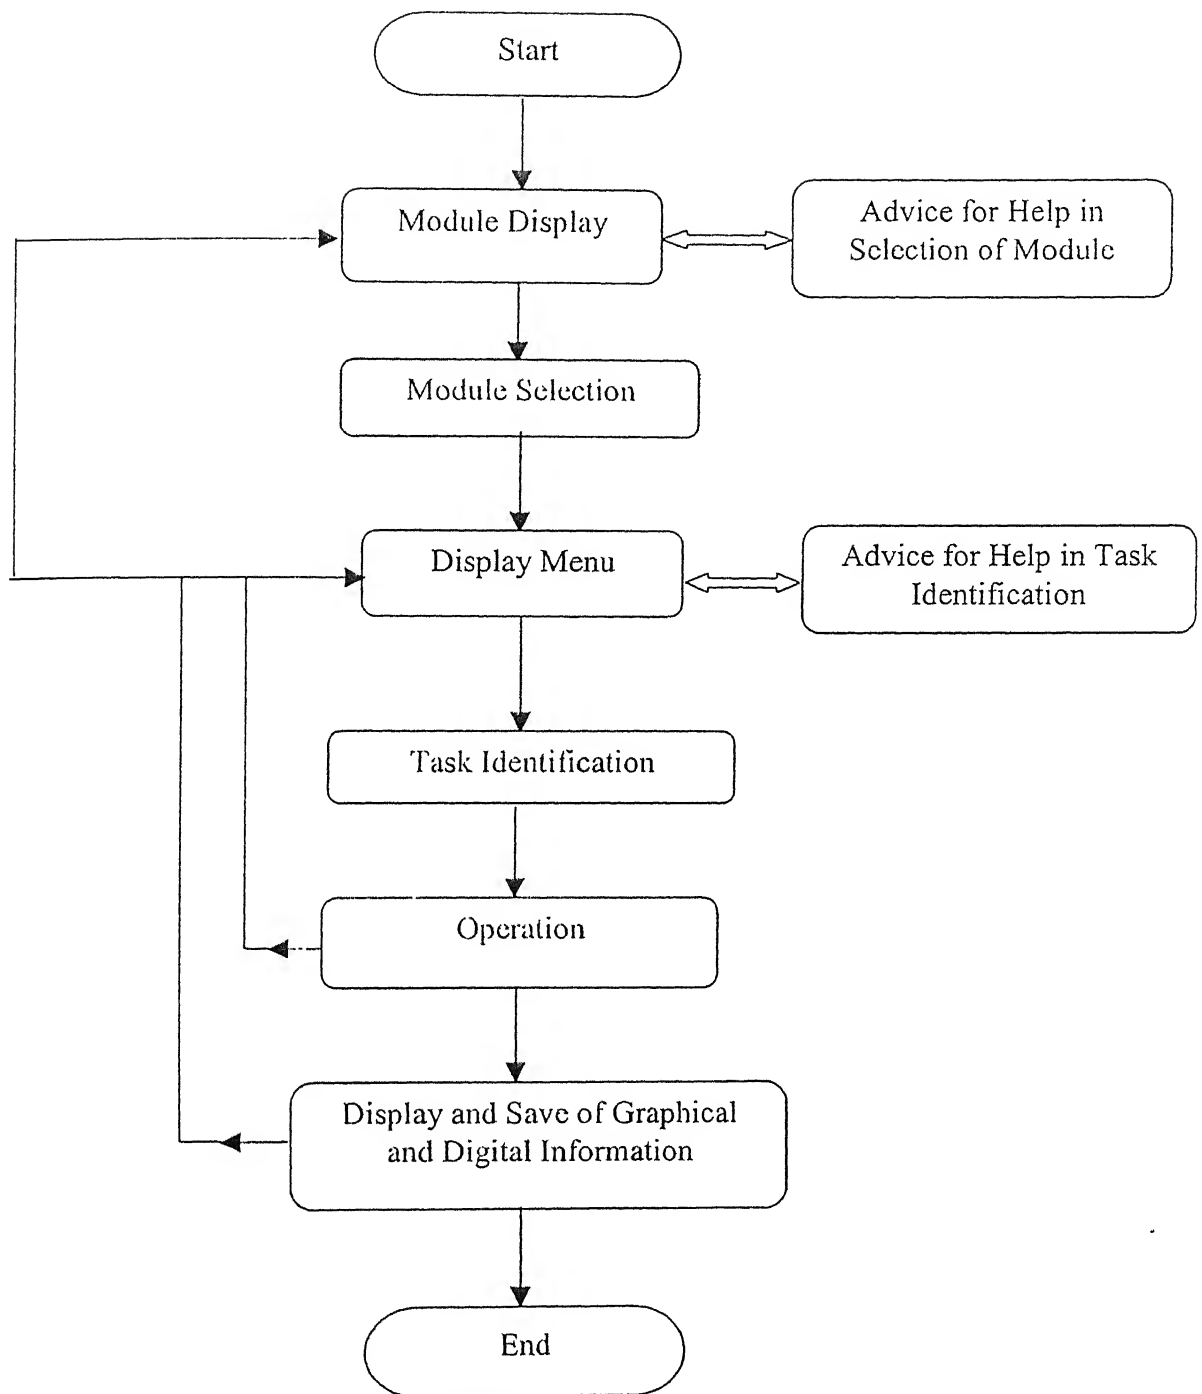 Start
Module Display
Advice for Help in
Selection of Module
Module Selection
Display Menu
Advice for Help in Task
Identification
Task Identification
Operation
Display and Save of Graphical
and Digital Information
End